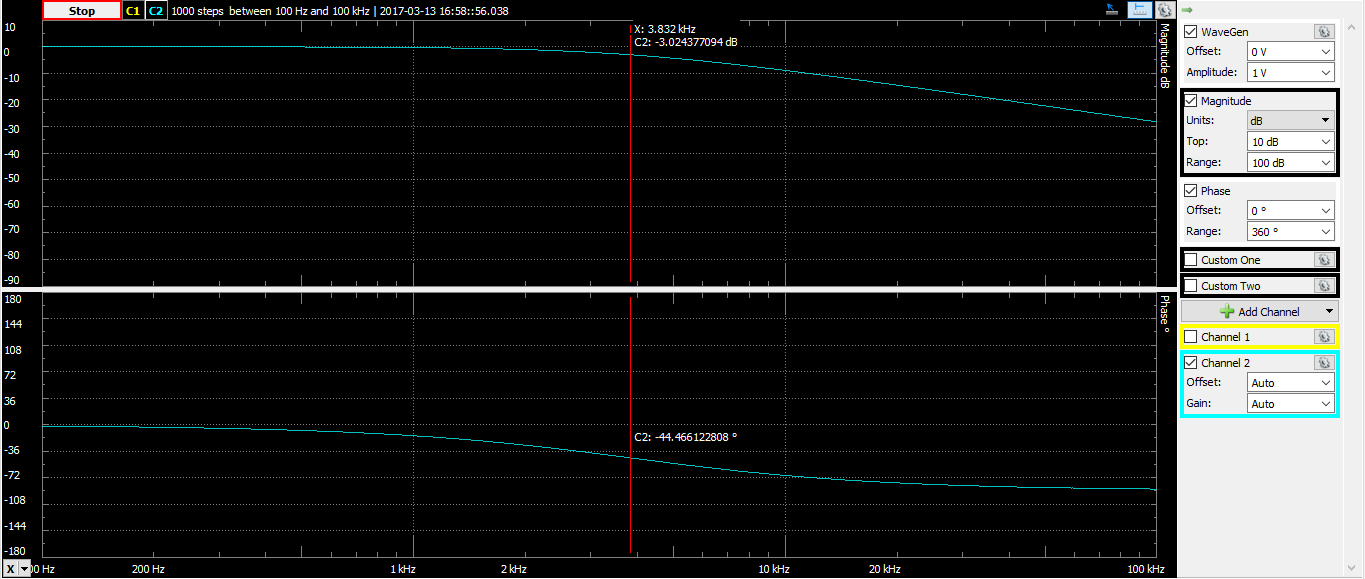 Stop C1 C2 1000 steps between 100 Hz and 100 kHz | 2017-03-13 16:58::56.038
X: 3.832 kHz
C2: -3.024377094 dB
Magnitude dB
10
0
-10
-20
-30
-40
-50
-60
-70
-80
-90
180
144
108
72
36
0
-36
-72
-108
-144
-180
Phase °
C2: -44.466122808 °
X 00 Hz 200 Hz 1 kHz 2 kHz 10 kHz 20 kHz 100 kHz
WaveGen
Offset: 0 V
Amplitude: 1 V
Magnitude
Units: dB
Top: 10 dB
Range: 100 dB
Phase
Offset: 0 °
Range: 360 °
Custom One
Custom Two
Add Channel
Channel 1
Channel 2
Offset: Auto
Gain: Auto